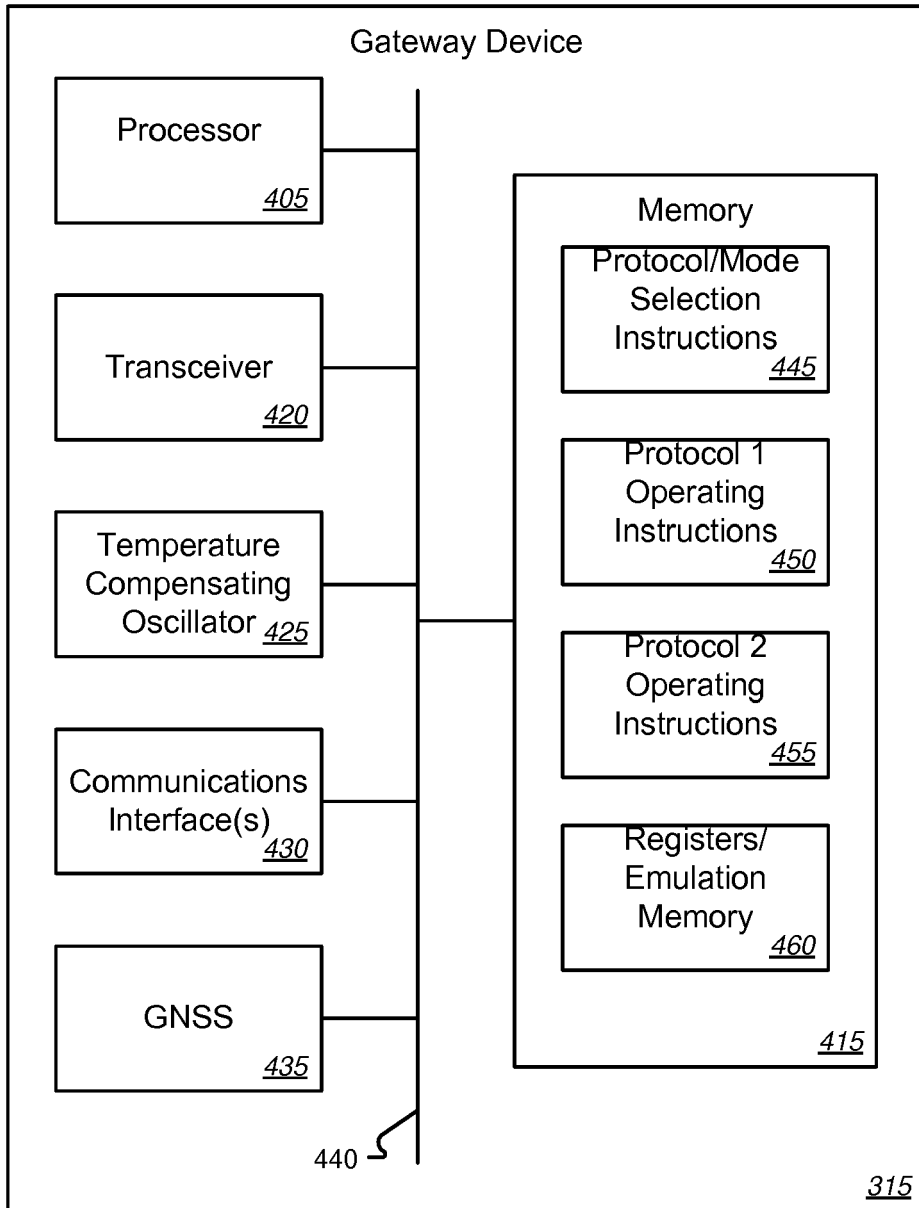 Gateway Device
Processor
405
Transceiver
420
Temperature
Compensating
Oscillator 425
Communications
Interface(s)
430
GNSS
435
440
Memory
Protocol/Mode
Selection
Instructions
445
Protocol 1
Operating
Instructions
450
Protocol 2
Operating
Instructions
455
Registers/
Emulation
Memory
460
415
315